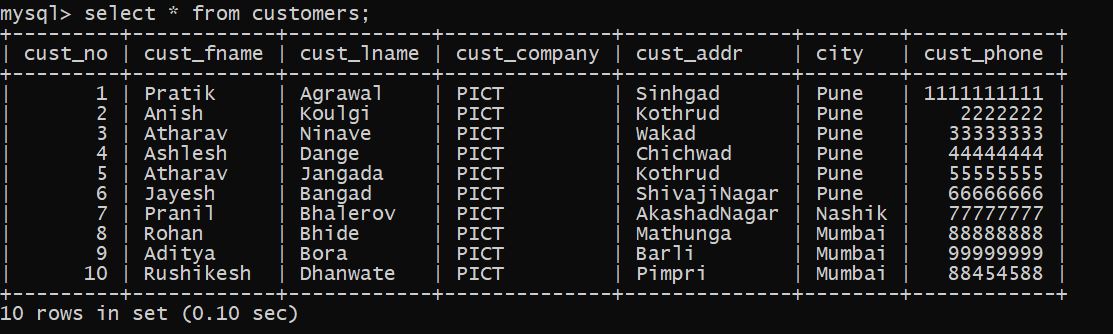 mysql> select * from customers;
+---------+------------+------------+--------------+--------------+--------+------------+
| cust_no | cust_fname | cust_lname | cust_company | cust_addr    | city   | cust_phone |
+---------+------------+------------+--------------+--------------+--------+------------+
|       1 | Pratik     | Agrawal    | PICT         | Sinhgad      | Pune   | 1111111111 |
|       2 | Anish      | Koulgi     | PICT         | Kothrud      | Pune   |    2222222 |
|       3 | Atharav    | Ninave     | PICT         | Wakad        | Pune   |   33333333 |
|       4 | Ashlesh    | Dange      | PICT         | Chichwad     | Pune   |   44444444 |
|       5 | Atharav    | Jangada    | PICT         | Kothrud      | Pune   |   55555555 |
|       6 | Jayesh     | Bangad     | PICT         | ShivajiNagar | Pune   |   66666666 |
|       7 | Pranil     | Bhalerov   | PICT         | AkashadNagar | Nashik |   77777777 |
|       8 | Rohan      | Bhide      | PICT         | Mathunga     | Mumbai |   88888888 |
|       9 | Aditya     | Bora       | PICT         | Barli        | Mumbai |   99999999 |
|      10 | Rushikesh  | Dhanwate   | PICT         | Pimpri       | Mumbai |   88454588 |
+---------+------------+------------+--------------+--------------+--------+------------+
10 rows in set (0.10 sec)